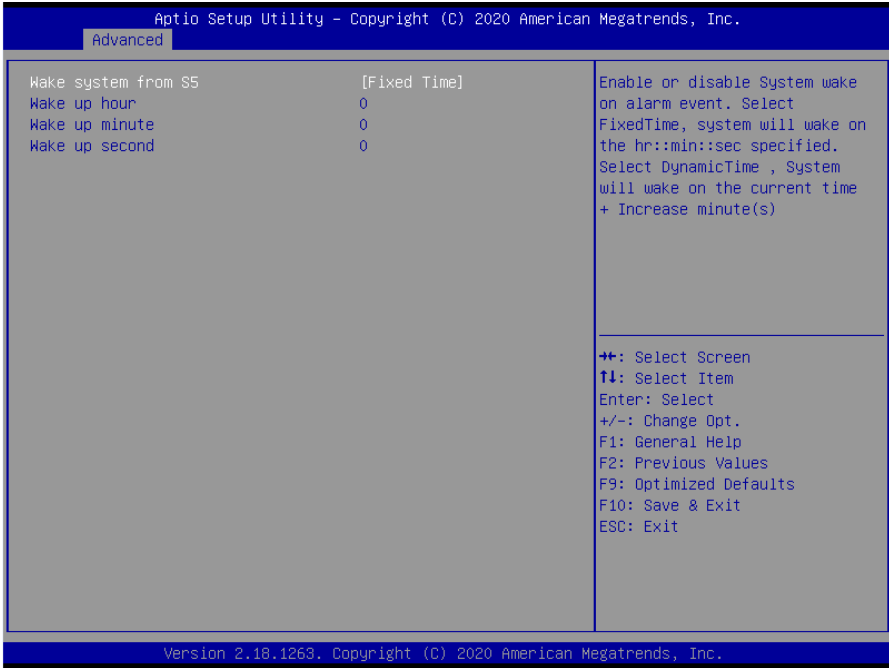 Aptio Setup Utility – Copyright (C) 2020 American Megatrends, Inc.
Advanced
Wake system from S5 [Fixed Time]
Wake up hour 0
Wake up minute 0
Wake up second 0
Enable or disable System wake
on alarm event. Select
FixedTime, system will wake on
the hr::min::sec specified.
Select DynamicTime , System
will wake on the current time
+ Increase minute(s)
→←: Select Screen
↑↓: Select Item
Enter: Select
+/-: Change Opt.
F1: General Help
F2: Previous Values
F9: Optimized Defaults
F10: Save & Exit
ESC: Exit
Version 2.18.1263. Copyright (C) 2020 American Megatrends, Inc.